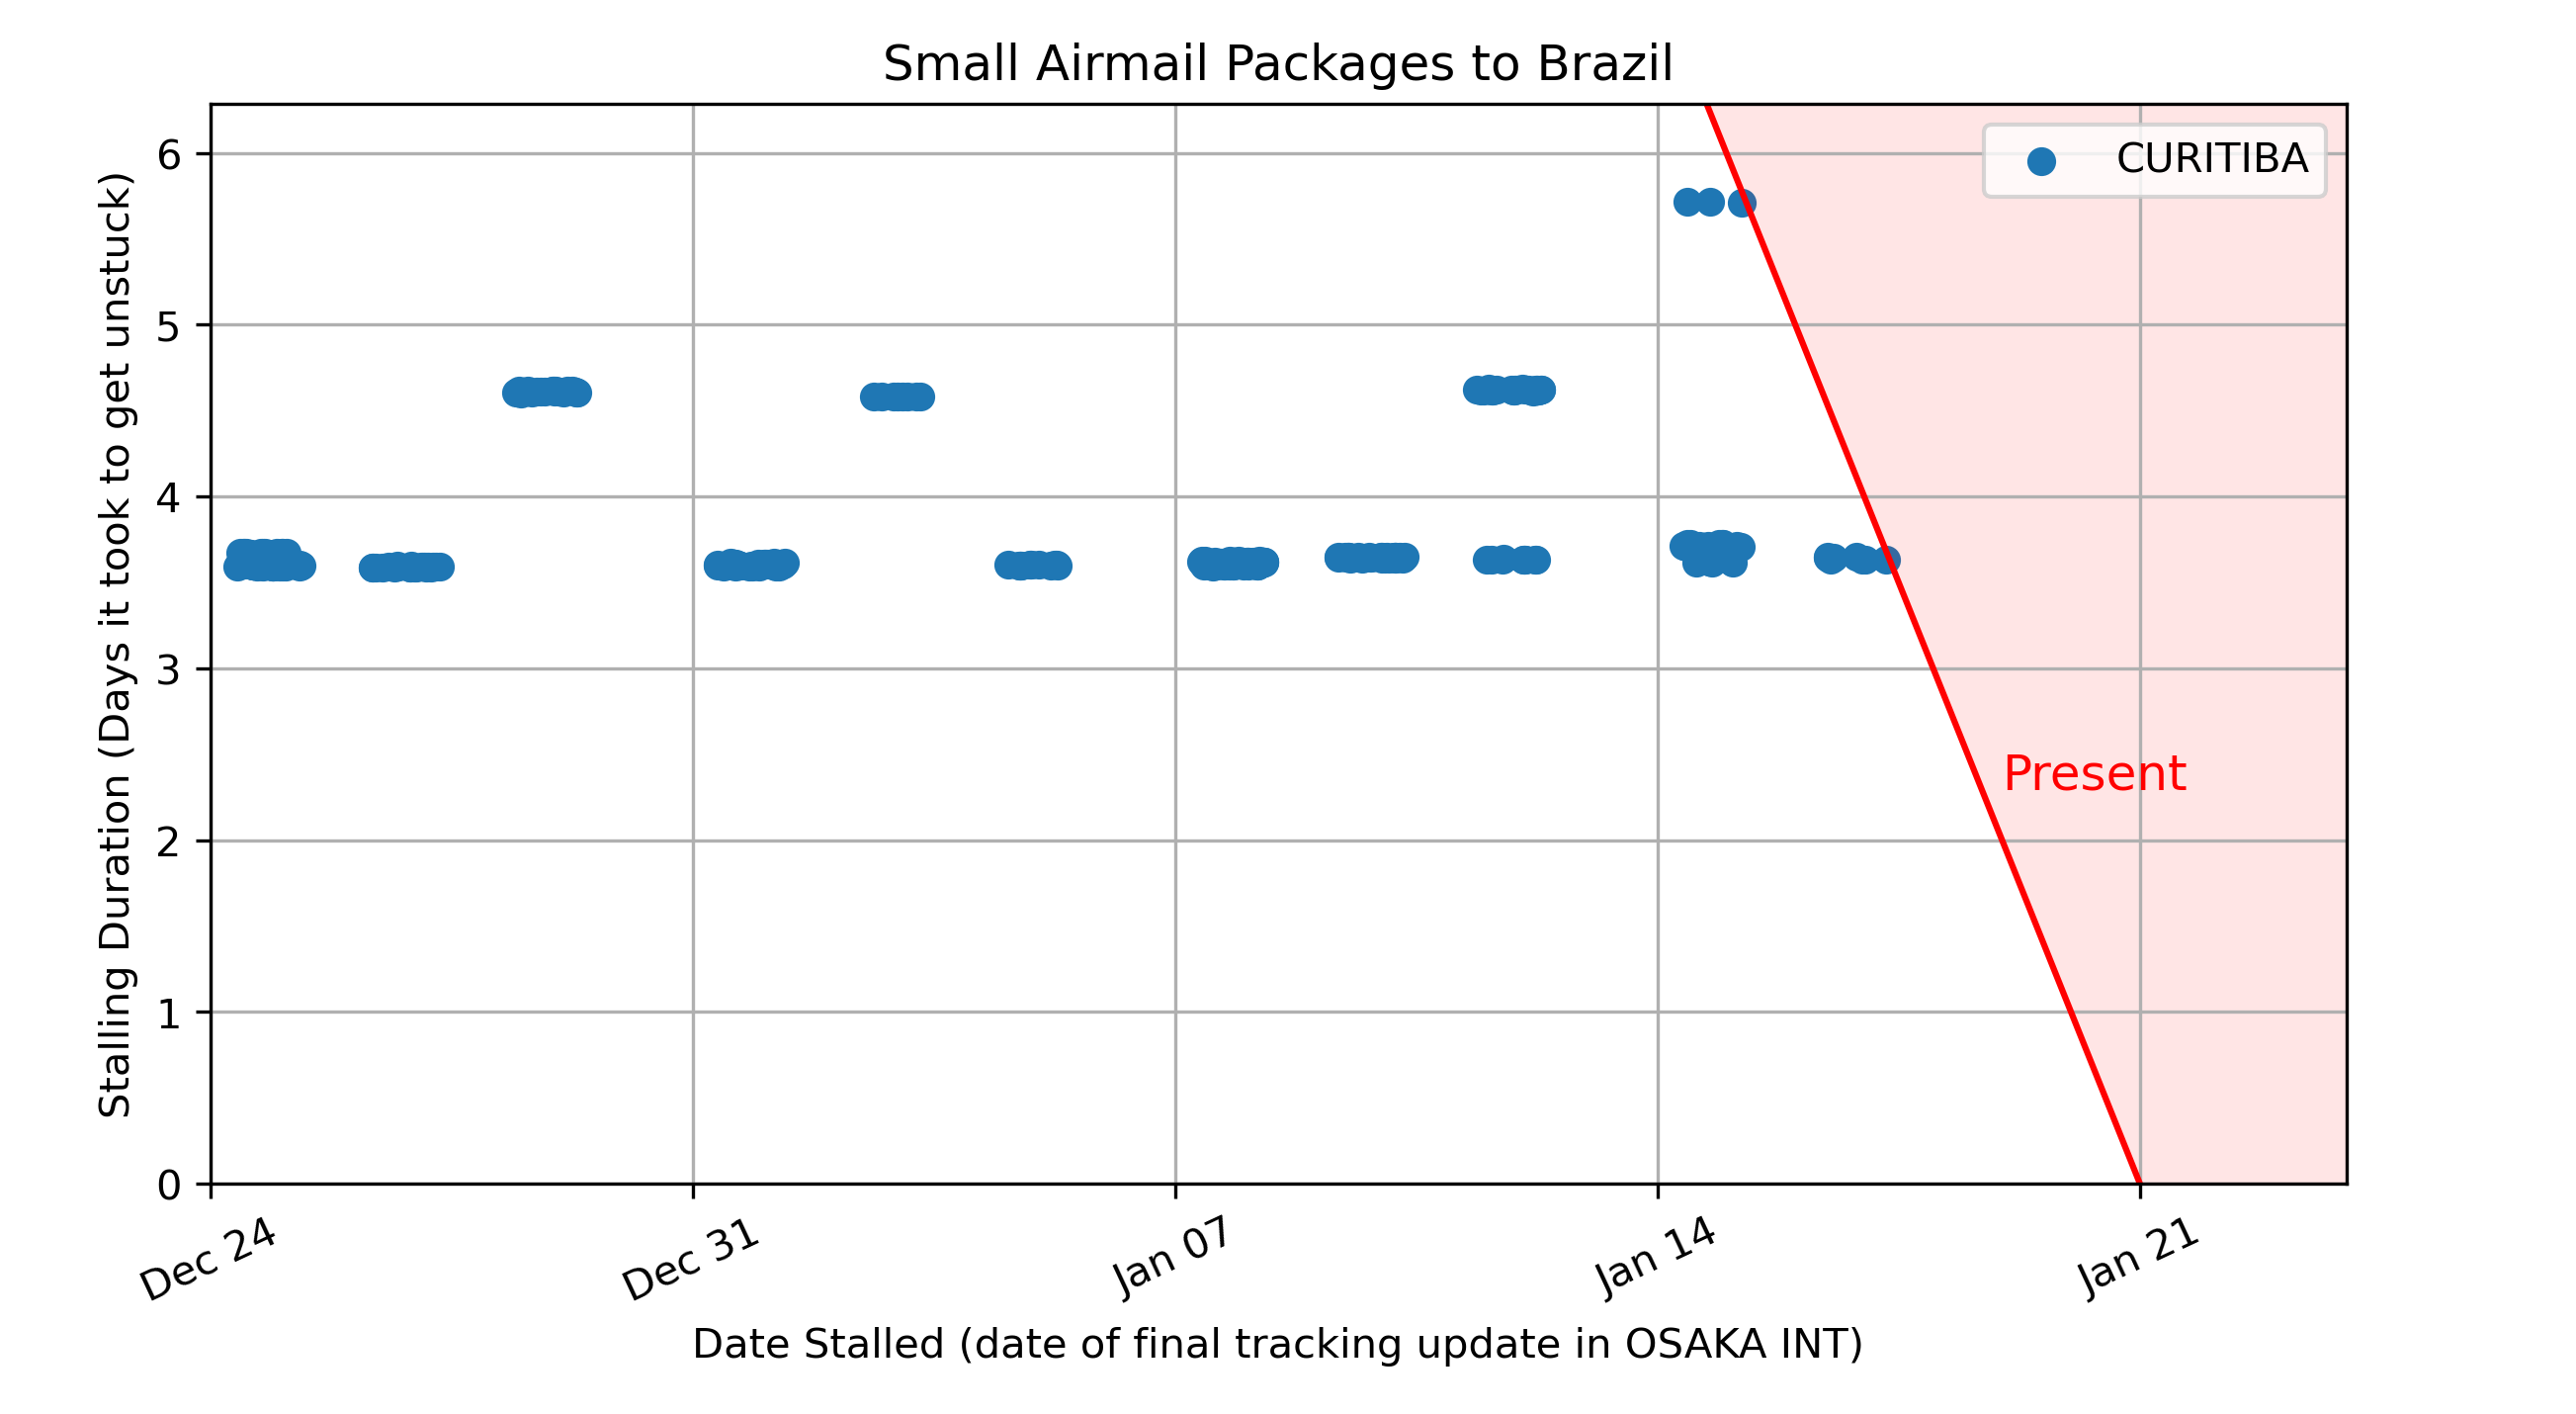 Small Airmail Packages to Brazil
Stalling Duration (Days it took to get unstuck)
6
5
4
3
2
1
0
CURITIBA
Present
Dec 24
Dec 31
Jan 07
Jan 14
Jan 21
Date Stalled (date of final tracking update in OSAKA INT)